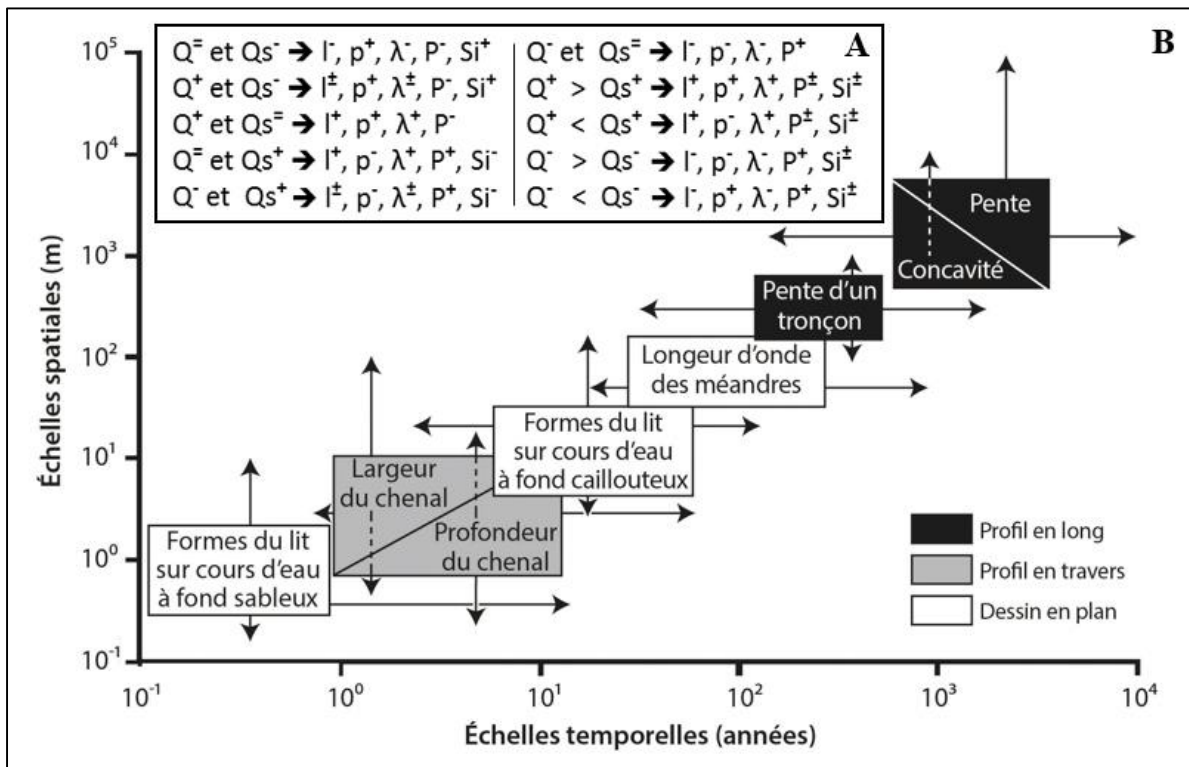 A
B
Q⁼ et Qs⁻ ➔ l⁻, p⁺, λ⁻, P⁻, Si⁺
Q⁺ et Qs⁻ ➔ l±, p⁺, λ±, P⁻, Si⁺
Q⁺ et Qs⁼ ➔ l⁺, p⁺, λ⁺, P⁻
Q⁼ et Qs⁺ ➔ l⁺, p⁻, λ⁺, P⁺, Si⁻
Q⁻ et Qs⁺ ➔ l±, p⁻, λ±, P⁺, Si⁻
Q⁻ et Qs⁼ ➔ l⁻, p⁻, λ⁻, P⁺
Q⁺ > Qs⁺ ➔ l⁺, p⁺, λ⁺, P±, Si±
Q⁺ < Qs⁺ ➔ l⁺, p⁻, λ⁺, P±, Si±
Q⁻ > Qs⁻ ➔ l⁻, p⁻, λ⁻, P⁺, Si±
Q⁻ < Qs⁻ ➔ l⁻, p⁺, λ⁻, P⁺, Si±
Échelles spatiales (m)
10⁵
10⁴
10³
10²
10¹
10⁰
10⁻¹
Pente
Concavité
Pente d'un
tronçon
Longeur d'onde
des méandres
Formes du lit
sur cours d'eau
à fond caillouteux
Largeur
du chenal
Profondeur
du chenal
Formes du lit
sur cours d'eau
à fond sableux
Profil en long
Profil en travers
Dessin en plan
10⁻¹
10⁰
10¹
10²
10³
10⁴
Échelles temporelles (années)